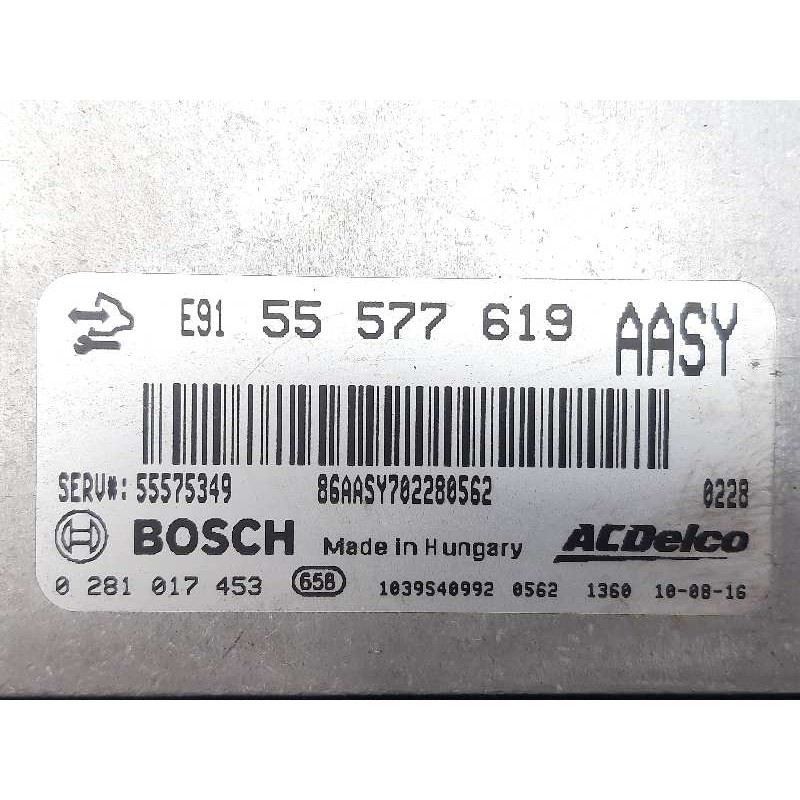 E91 55 577 619 AASY
SERV#: 55575349 86AASY702280562 0228
BOSCH Made in Hungary ACDelco
0 281 017 453 658 1039S40992 0562 1360 10-08-16